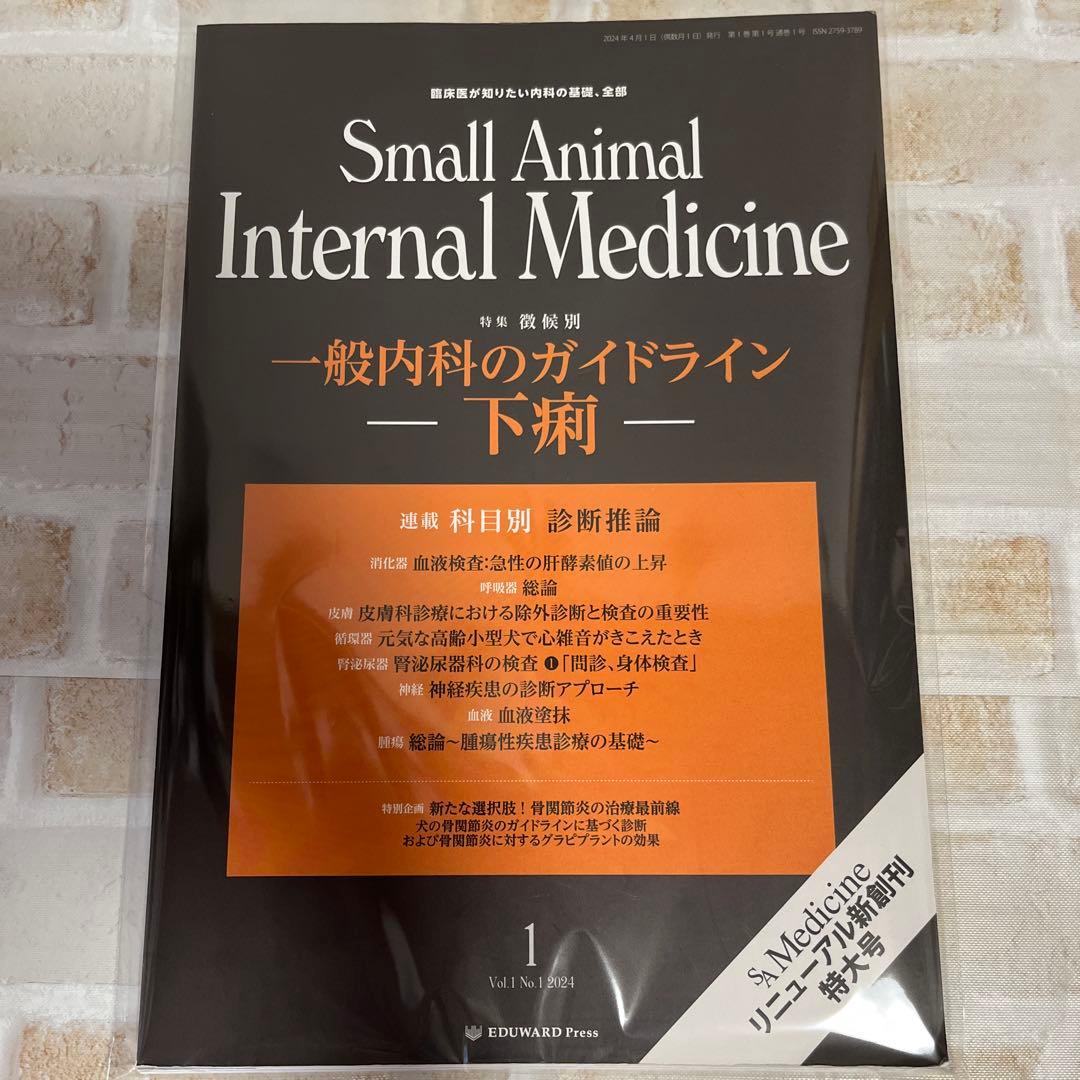 2024年4月1日（偶数月1日）発行　第1巻第1号通巻1号　ISSN 2759-3789
臨床医が知りたい内科の基礎、全部
Small Animal
Internal Medicine
特集 徴候別
一般内科のガイドライン
— 下痢 —
連載 科目別 診断推論
消化器 血液検査：急性の肝酵素値の上昇
呼吸器 総論
皮膚 皮膚科診療における除外診断と検査の重要性
循環器 元気な高齢小型犬で心雑音がきこえたとき
腎泌尿器 腎泌尿器科の検査 ❶「問診、身体検査」
神経 神経疾患の診断アプローチ
血液 血液塗抹
腫瘍 総論～腫瘍性疾患診療の基礎～
特別企画 新たな選択肢！骨関節炎の治療最前線
犬の骨関節炎のガイドラインに基づく診断
および骨関節炎に対するグラピプラントの効果
SA Medicine
リニューアル新創刊
特大号
1
Vol.1 No.1 2024
EDUWARD Press